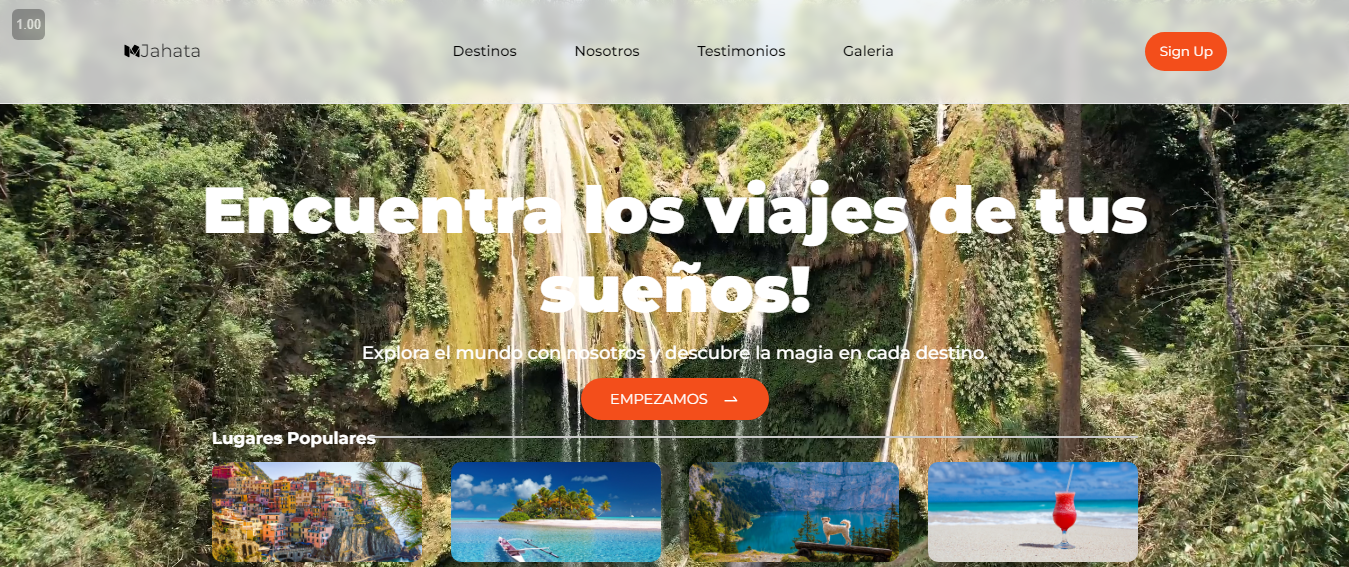 1.00
Jahata
Destinos
Nosotros
Testimonios
Galeria
Sign Up
Encuentra los viajes de tus
sueños!
Explora el mundo con nosotros y descubre la magia en cada destino.
EMPEZAMOS →
Lugares Populares